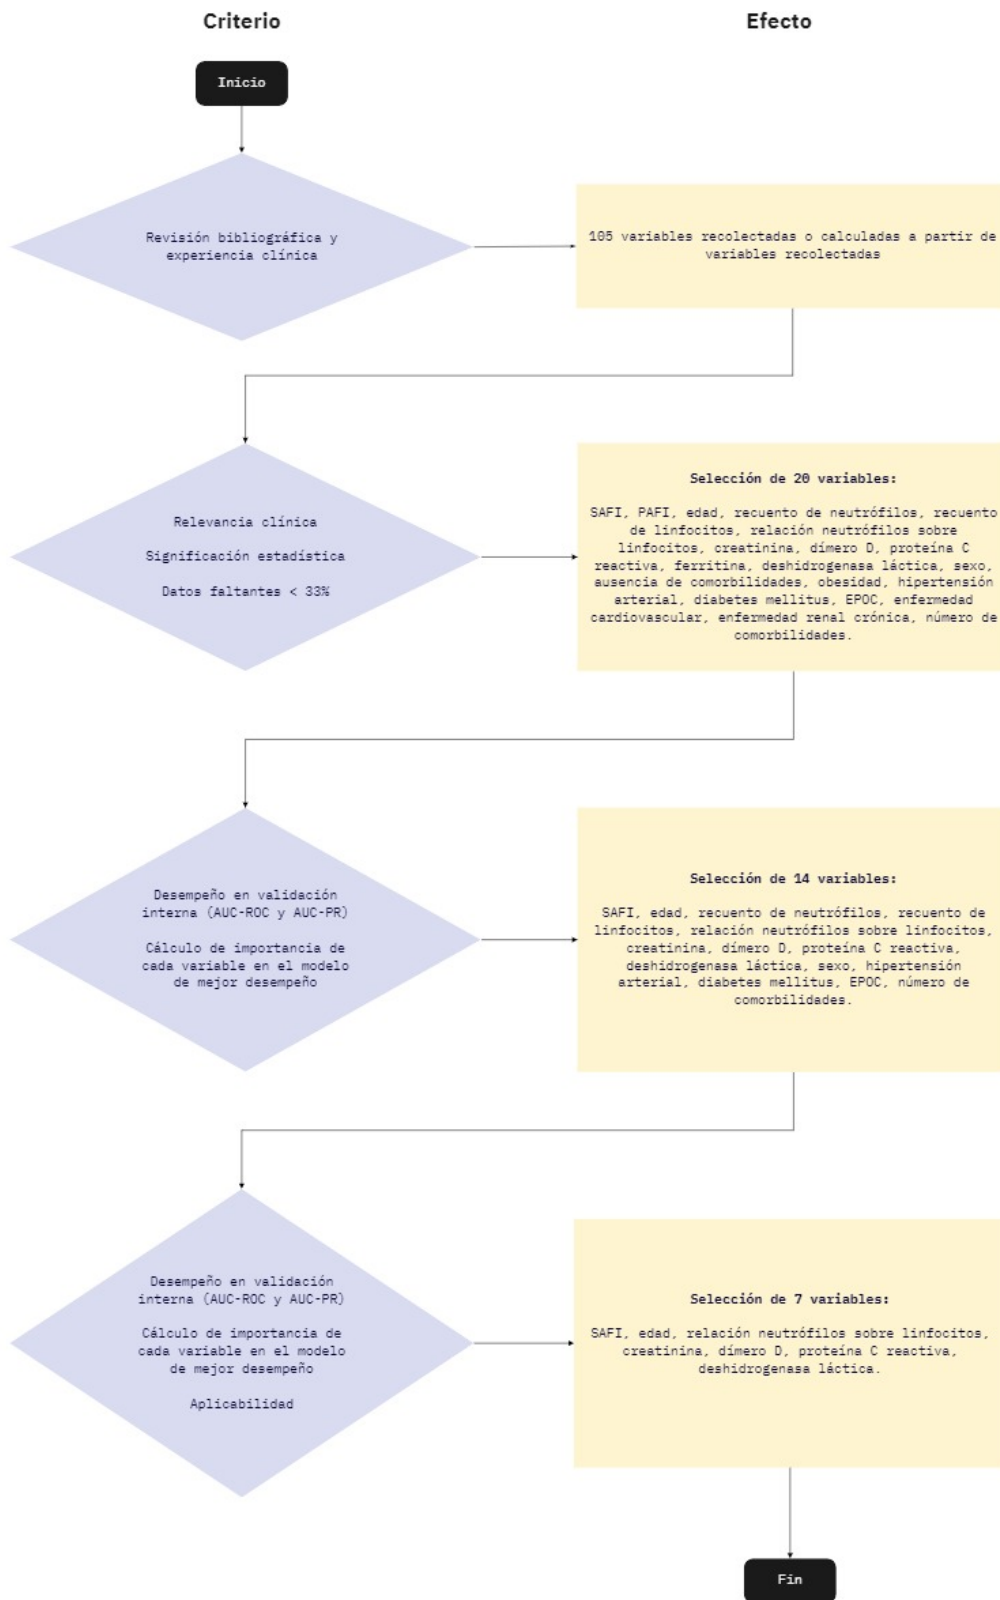 Criterio
Efecto
Inicio
Revisión bibliográfica y
experiencia clínica
105 variables recolectadas o calculadas a partir de
variables recolectadas
Relevancia clínica
Significación estadística
Datos faltantes < 33%
Selección de 20 variables:
SAFI, PAFI, edad, recuento de neutrófilos, recuento
de linfocitos, relación neutrófilos sobre
linfocitos, creatinina, dímero D, proteína C
reactiva, ferritina, deshidrogenasa láctica, sexo,
ausencia de comorbilidades, obesidad, hipertensión
arterial, diabetes mellitus, EPOC, enfermedad
cardiovascular, enfermedad renal crónica, número de
comorbilidades.
Desempeño en validación
interna (AUC-ROC y AUC-PR)
Cálculo de importancia de
cada variable en el modelo
de mejor desempeño
Selección de 14 variables:
SAFI, edad, recuento de neutrófilos, recuento de
linfocitos, relación neutrófilos sobre linfocitos,
creatinina, dímero D, proteína C reactiva,
deshidrogenasa láctica, sexo, hipertensión
arterial, diabetes mellitus, EPOC, número de
comorbilidades.
Desempeño en validación
interna (AUC-ROC y AUC-PR)
Cálculo de importancia de
cada variable en el modelo
de mejor desempeño
Aplicabilidad
Selección de 7 variables:
SAFI, edad, relación neutrófilos sobre linfocitos,
creatinina, dímero D, proteína C reactiva,
deshidrogenasa láctica.
Fin